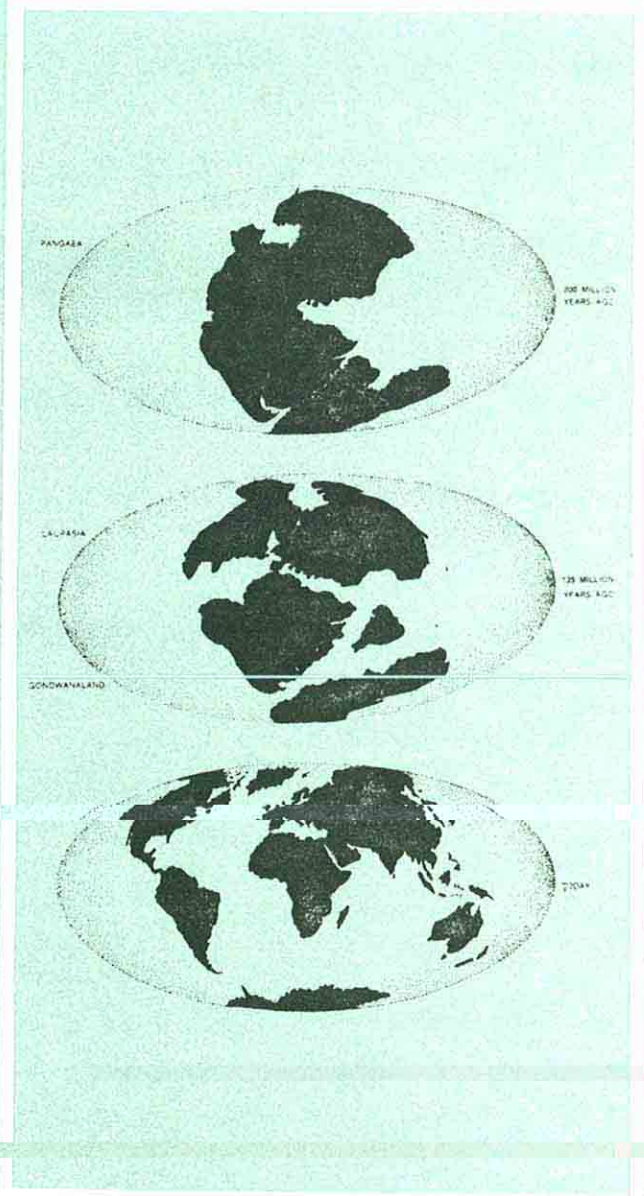 PANGAEA
200 MILLION
YEARS AGO
LAURASIA
135 MILLION
YEARS AGO
GONDWANALAND
TODAY